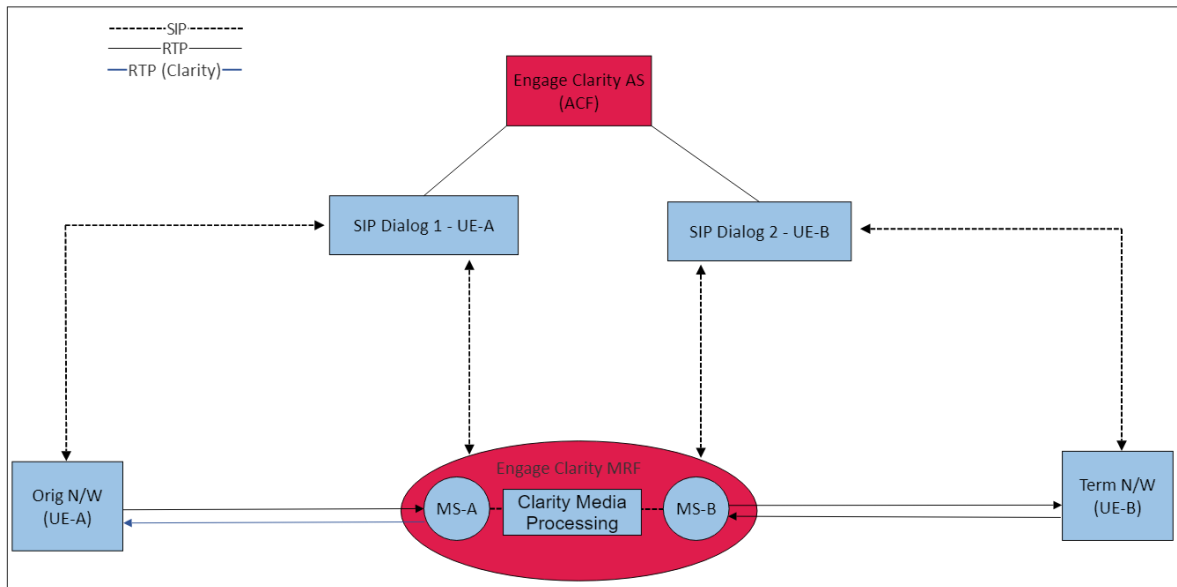 SIP
RTP
RTP (Clarity)
Engage Clarity AS
(ACF)
SIP Dialog 1 - UE-A
SIP Dialog 2 - UE-B
Engage Clarity MRF
Orig N/W
(UE-A)
MS-A
Clarity Media
Processing
MS-B
Term N/W
(UE-B)